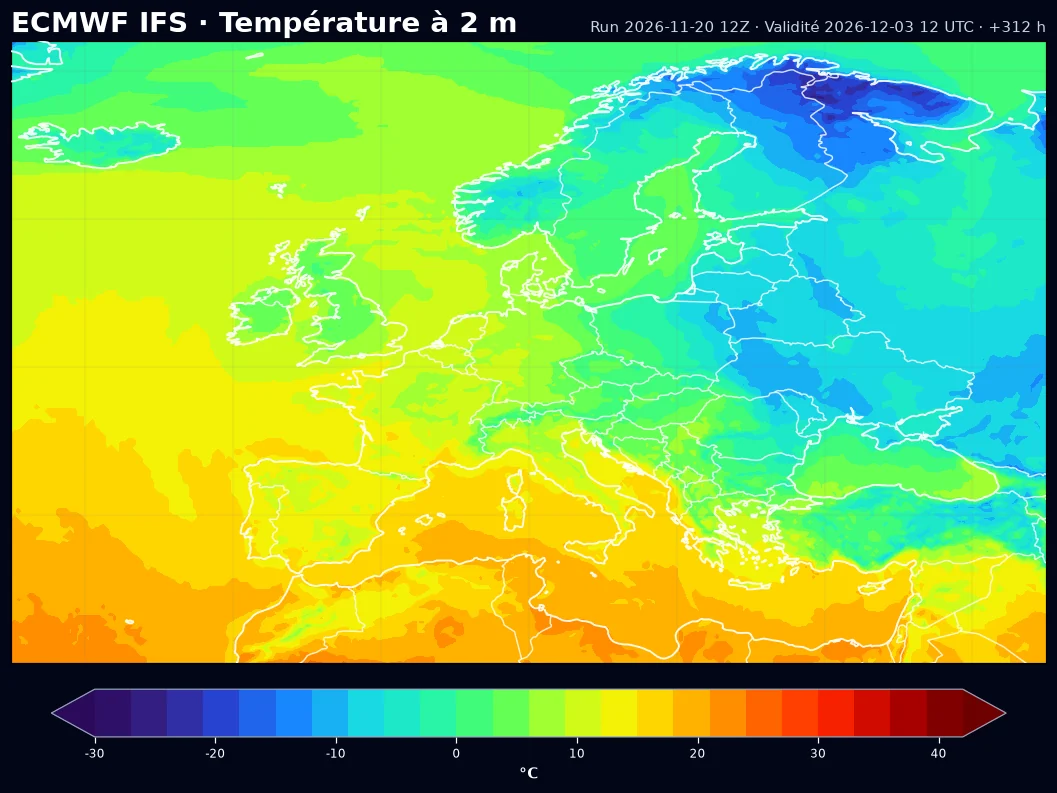 ECMWF IFS · Température à 2 m
Run 2026-11-20 12Z · Validité 2026-12-03 12 UTC · +312 h
-30 -20 -10 0 10 20 30 40
°C